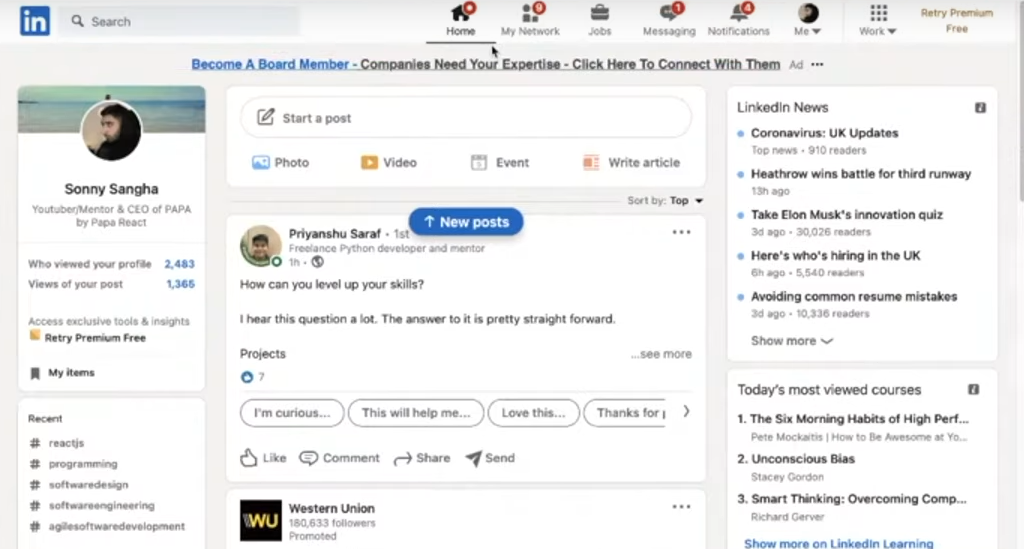 in
Search
9
1
4
Home
My Network
Jobs
Messaging
Notifications
Me
Work
Retry Premium
Free
Become A Board Member - Companies Need Your Expertise - Click Here To Connect With Them
Ad
Sonny Sangha
Youtuber/Mentor & CEO of PAPA
by Papa React
Who viewed your profile 2,483
Views of your post 1,365
Access exclusive tools & insights
Retry Premium Free
My items
Recent
# reactjs
# programming
# softwaredesign
# softwareengineering
# agilesoftwaredevelopment
Start a post
Photo
Video
Event
Write article
Sort by: Top
↑ New posts
Priyanshu Saraf • 1st
Freelance Python developer and mentor
1h •
How can you level up your skills?
I hear this question a lot. The answer to it is pretty straight forward.
Projects
...see more
7
I'm curious...
This will help me...
Love this...
Thanks for
Like
Comment
Share
Send
WU
Western Union
180,633 followers
Promoted
LinkedIn News
Coronavirus: UK Updates
Top news • 910 readers
Heathrow wins battle for third runway
13h ago
Take Elon Musk's innovation quiz
3d ago • 30,026 readers
Here's who's hiring in the UK
6h ago • 5,540 readers
Avoiding common resume mistakes
3d ago • 10,336 readers
Show more
Today's most viewed courses
1. The Six Morning Habits of High Perf...
Pete Mockaitis | How to Be Awesome at Yo...
2. Unconscious Bias
Stacey Gordon
3. Smart Thinking: Overcoming Comp...
Richard Gerver
Show more on LinkedIn Learning